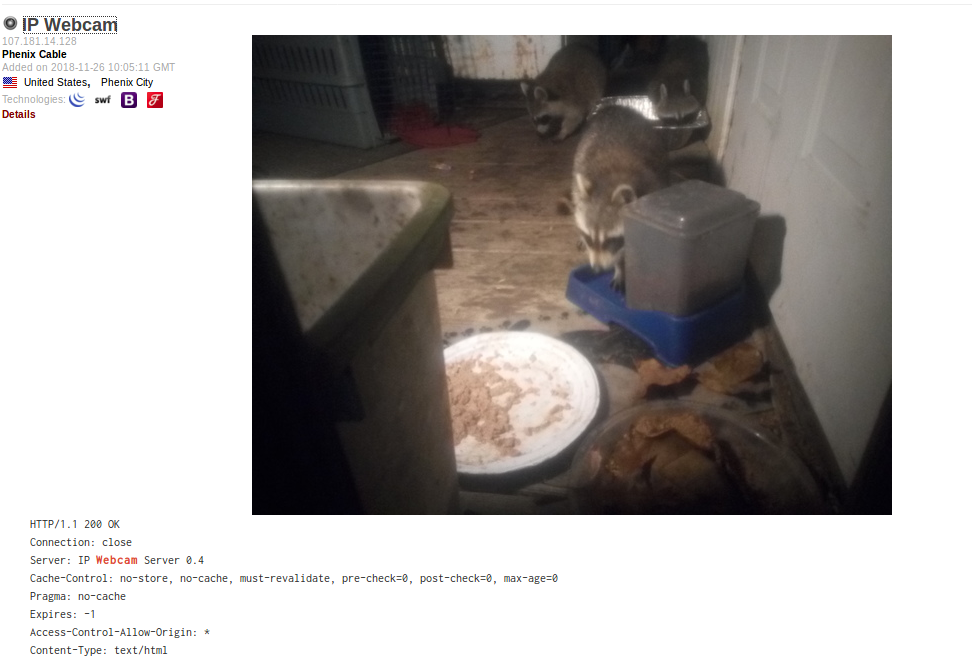 IP Webcam
107.181.14.128
Phenix Cable
Added on 2018-11-26 10:05:11 GMT
United States, Phenix City
Technologies: swf B F
Details
HTTP/1.1 200 OK
Connection: close
Server: IP Webcam Server 0.4
Cache-Control: no-store, no-cache, must-revalidate, pre-check=0, post-check=0, max-age=0
Pragma: no-cache
Expires: -1
Access-Control-Allow-Origin: *
Content-Type: text/html